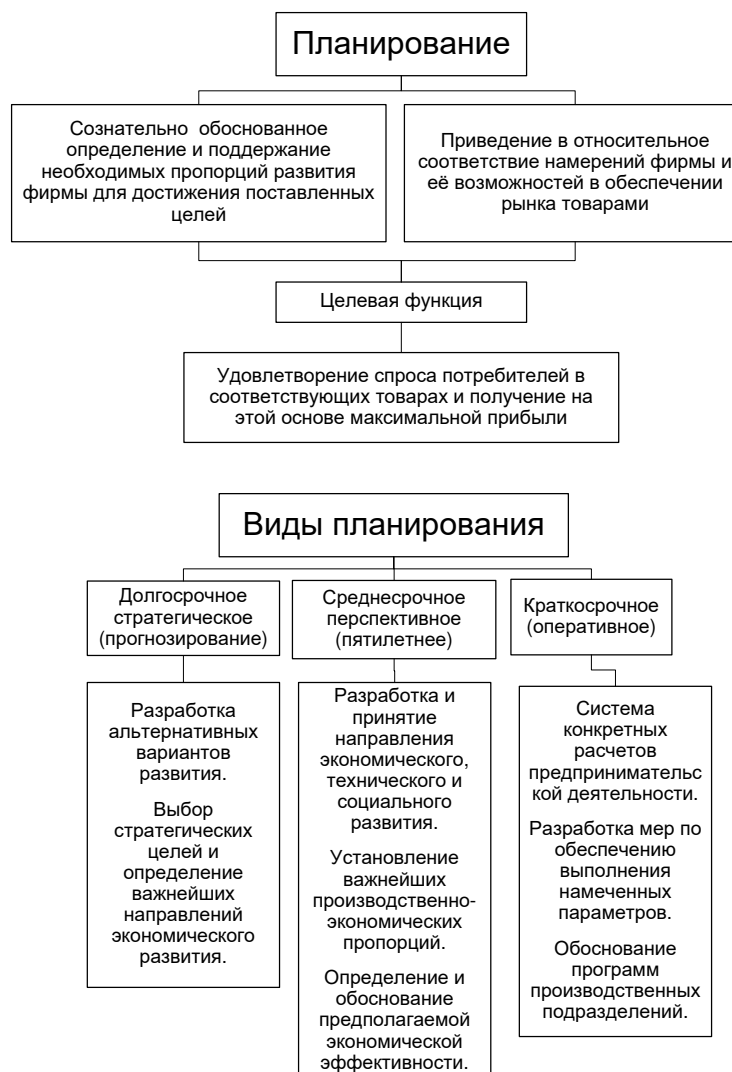 Планирование
Сознательно обоснованное
определение и поддержание
необходимых пропорций развития
фирмы для достижения поставленных
целей
Приведение в относительное
соответствие намерений фирмы и
её возможностей в обеспечении
рынка товарами
Целевая функция
Удовлетворение спроса потребителей в
соответствующих товарах и получение на
этой основе максимальной прибыли
Виды планирования
Долгосрочное
стратегическое
(прогнозирование)
Среднесрочное
перспективное
(пятилетнее)
Краткосрочное
(оперативное)
Разработка
альтернативных
вариантов
развития.
Выбор
стратегических
целей и
определение
важнейших
направлений
экономического
развития.
Разработка и
принятие
направления
экономического,
технического и
социального
развития.
Установление
важнейших
производственно-
экономических
пропорций.
Определение и
обоснование
предполагаемой
экономической
эффективности.
Система
конкретных
расчетов
предпринимательс
кой деятельности.
Разработка мер по
обеспечению
выполнения
намеченных
параметров.
Обоснование
программ
производственных
подразделений.